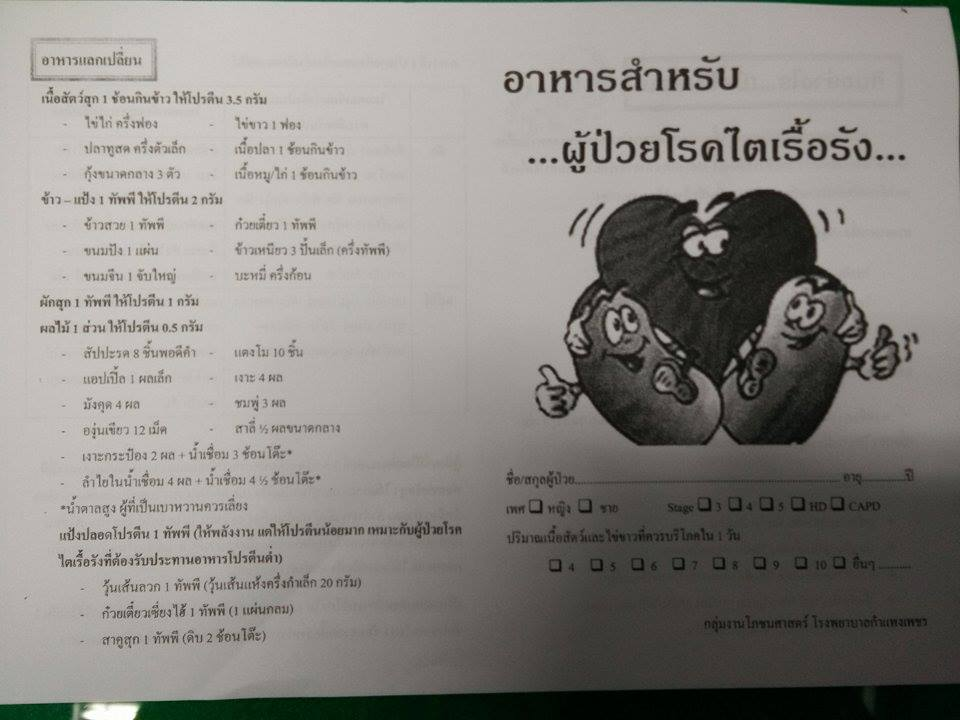 อาหารแลกเปลี่ยน
เนื้อสัตว์สุก 1 ช้อนกินข้าว ให้โปรตีน 3.5 กรัม
- ไข่ไก่ ครึ่งฟอง - ไข่ขาว 1 ฟอง
- ปลาทูสด ครึ่งตัวเล็ก - เนื้อปลา 1 ช้อนกินข้าว
- กุ้งขนาดกลาง 3 ตัว - เนื้อหมู/ไก่ 1 ช้อนกินข้าว
ข้าว – แป้ง 1 ทัพพี ให้โปรตีน 2 กรัม
- ข้าวสวย 1 ทัพพี - ก๋วยเตี๋ยว 1 ทัพพี
- ขนมปัง 1 แผ่น - ข้าวเหนียว 3 ปั้นเล็ก (ครึ่งทัพพี)
- ขนมจีน 1 จับใหญ่ - บะหมี่ ครึ่งก้อน
ผักสุก 1 ทัพพี ให้โปรตีน 1 กรัม
ผลไม้ 1 ส่วน ให้โปรตีน 0.5 กรัม
- สัปปะรด 8 ชิ้นพอดีคำ - แตงโม 10 ชิ้น
- แอปเปิ้ล 1 ผลเล็ก - เงาะ 4 ผล
- มังคุด 4 ผล - ชมพู่ 3 ผล
- องุ่นเขียว 12 เม็ด - สาลี่ ½ ผลขนาดกลาง
- เงาะกระป๋อง 2 ผล + น้ำเชื่อม 3 ช้อนโต๊ะ*
- ลำไยในน้ำเชื่อม 4 ผล + น้ำเชื่อม 4 ½ ช้อนโต๊ะ*
*น้ำตาลสูง ผู้ที่เป็นเบาหวานควรเลี่ยง
แป้งปลอดโปรตีน 1 ทัพพี (ให้พลังงาน แต่ให้โปรตีนน้อยมาก เหมาะกับผู้ป่วยโรค
ไตเรื้อรังที่ต้องรับประทานอาหารโปรตีนต่ำ)
- วุ้นเส้นลวก 1 ทัพพี (วุ้นเส้นแห้งครึ่งกำเล็ก 20 กรัม)
- ก๋วยเตี๋ยวเซี่ยงไฮ้ 1 ทัพพี (1 แผ่นกลม)
- สาคูสุก 1 ทัพพี (ดิบ 2 ช้อนโต๊ะ)
อาหารสำหรับ
...ผู้ป่วยโรคไตเรื้อรัง...
ชื่อ/สกุลผู้ป่วย.......................................................... อายุ............ปี
เพศ ❑ หญิง ❑ ชาย Stage ❑ 3 ❑ 4 ❑ 5 ❑ HD ❑ CAPD
ปริมาณเนื้อสัตว์และไข่ขาวที่ควรบริโภคใน 1 วัน
❑ 4 ❑ 5 ❑ 6 ❑ 7 ❑ 8 ❑ 9 ❑ 10 ❑ อื่นๆ ..........
กลุ่มงานโภชนศาสตร์ โรงพยาบาลกำแพงเพชร